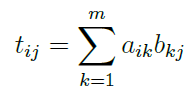 $t_{ij} = \sum_{k=1}^{m} a_{ik} b_{kj}$